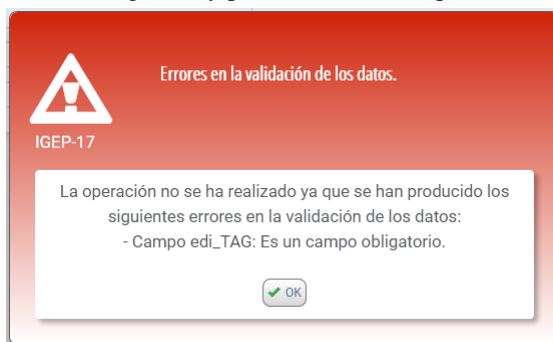 Errores en la validación de los datos.
IGEP-17
La operación no se ha realizado ya que se han producido los
siguientes errores en la validación de los datos:
- Campo edi_TAG: Es un campo obligatorio.
OK